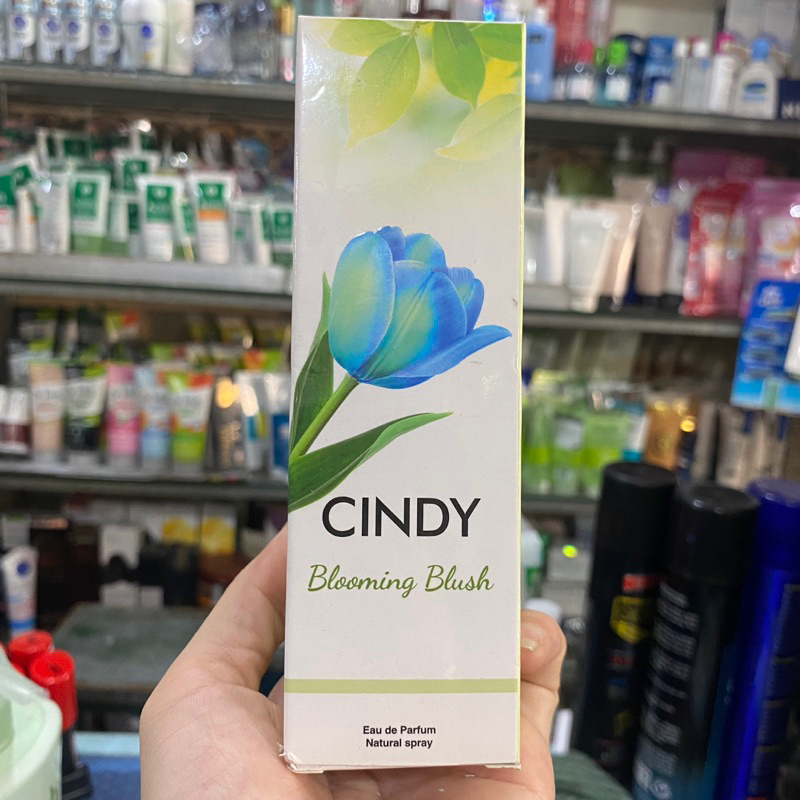 CINDY
Blooming Blush
Eau de Parfum
Natural spray